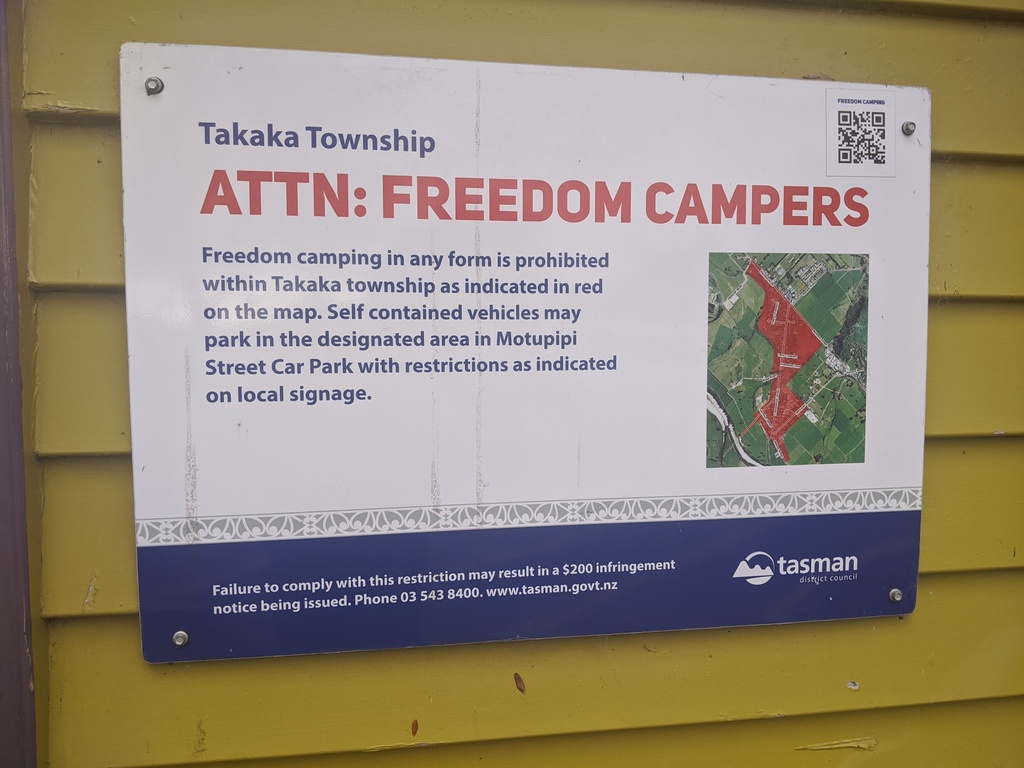 FREEDOM CAMPING
Takaka Township
ATTN: FREEDOM CAMPERS
Freedom camping in any form is prohibited
within Takaka township as indicated in red
on the map. Self contained vehicles may
park in the designated area in Motupipi
Street Car Park with restrictions as indicated
on local signage.
Failure to comply with this restriction may result in a $200 infringement
notice being issued. Phone 03 543 8400. www.tasman.govt.nz
tasman
district council